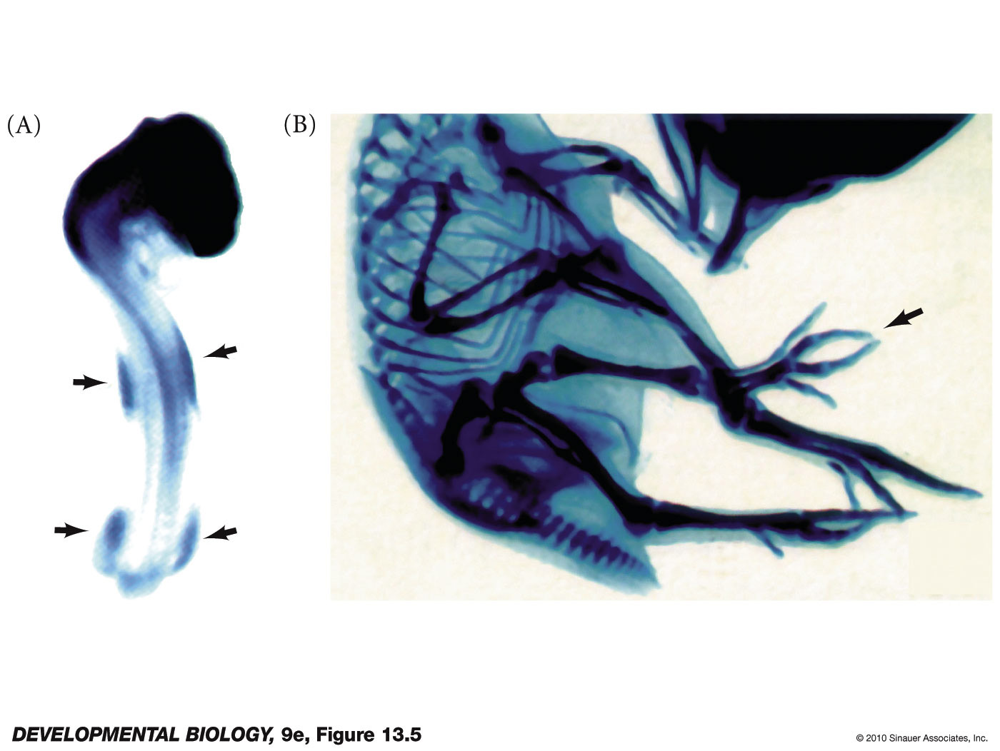 (A)
(B)
DEVELOPMENTAL BIOLOGY, 9e, Figure 13.5
© 2010 Sinauer Associates, Inc.